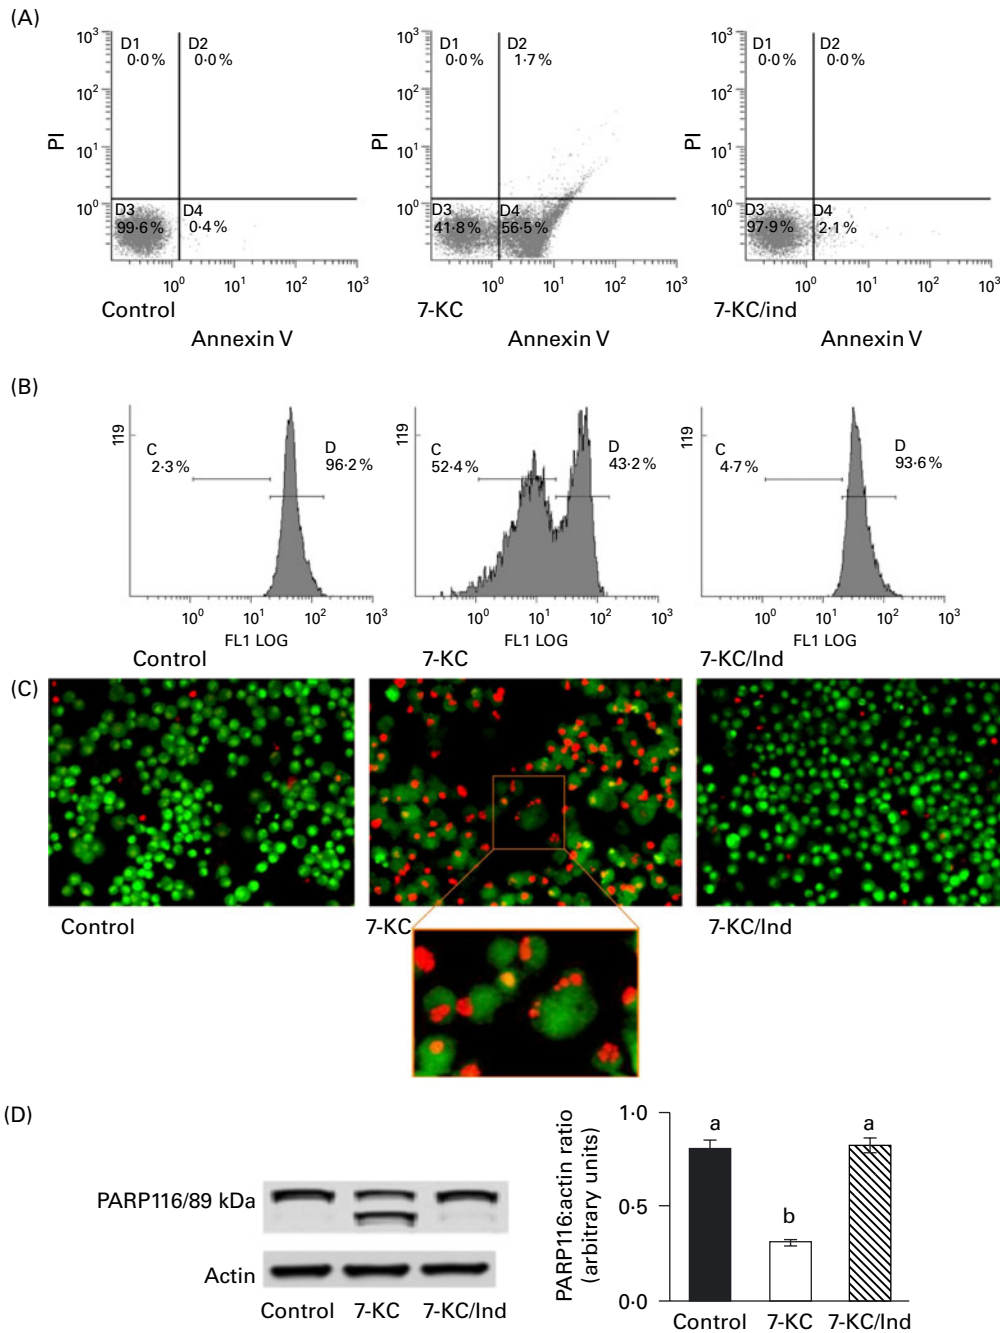 (A)
10³
10²
10¹
10⁰
PI
D1
0·0 %
D2
0·0 %
D3
99·6 %
D4
0·4 %
10⁰ 10¹ 10² 10³
Control
Annexin V
10³
10²
10¹
10⁰
PI
D1
0·0 %
D2
1·7 %
D3
41·8 %
D4
56·5 %
10⁰ 10¹ 10² 10³
7-KC
Annexin V
10³
10²
10¹
10⁰
PI
D1
0·0 %
D2
0·0 %
D3
97·9 %
D4
2·1 %
10⁰ 10¹ 10² 10³
7-KC/ind
Annexin V
(B)
119
C
2·3 %
D
96·2 %
10⁰ 10¹ 10² 10³
FL1 LOG
Control
119
C
52·4 %
D
43·2 %
10⁰ 10¹ 10² 10³
FL1 LOG
7-KC
119
C
4·7 %
D
93·6 %
10⁰ 10¹ 10² 10³
FL1 LOG
7-KC/Ind
(C)
Control
7-KC
7-KC/Ind
(D)
PARP116/89 kDa
Actin
Control 7-KC 7-KC/Ind
PARP116:actin ratio
(arbitrary units)
1·0
0·5
0·0
a
b
a
Control 7-KC 7-KC/Ind